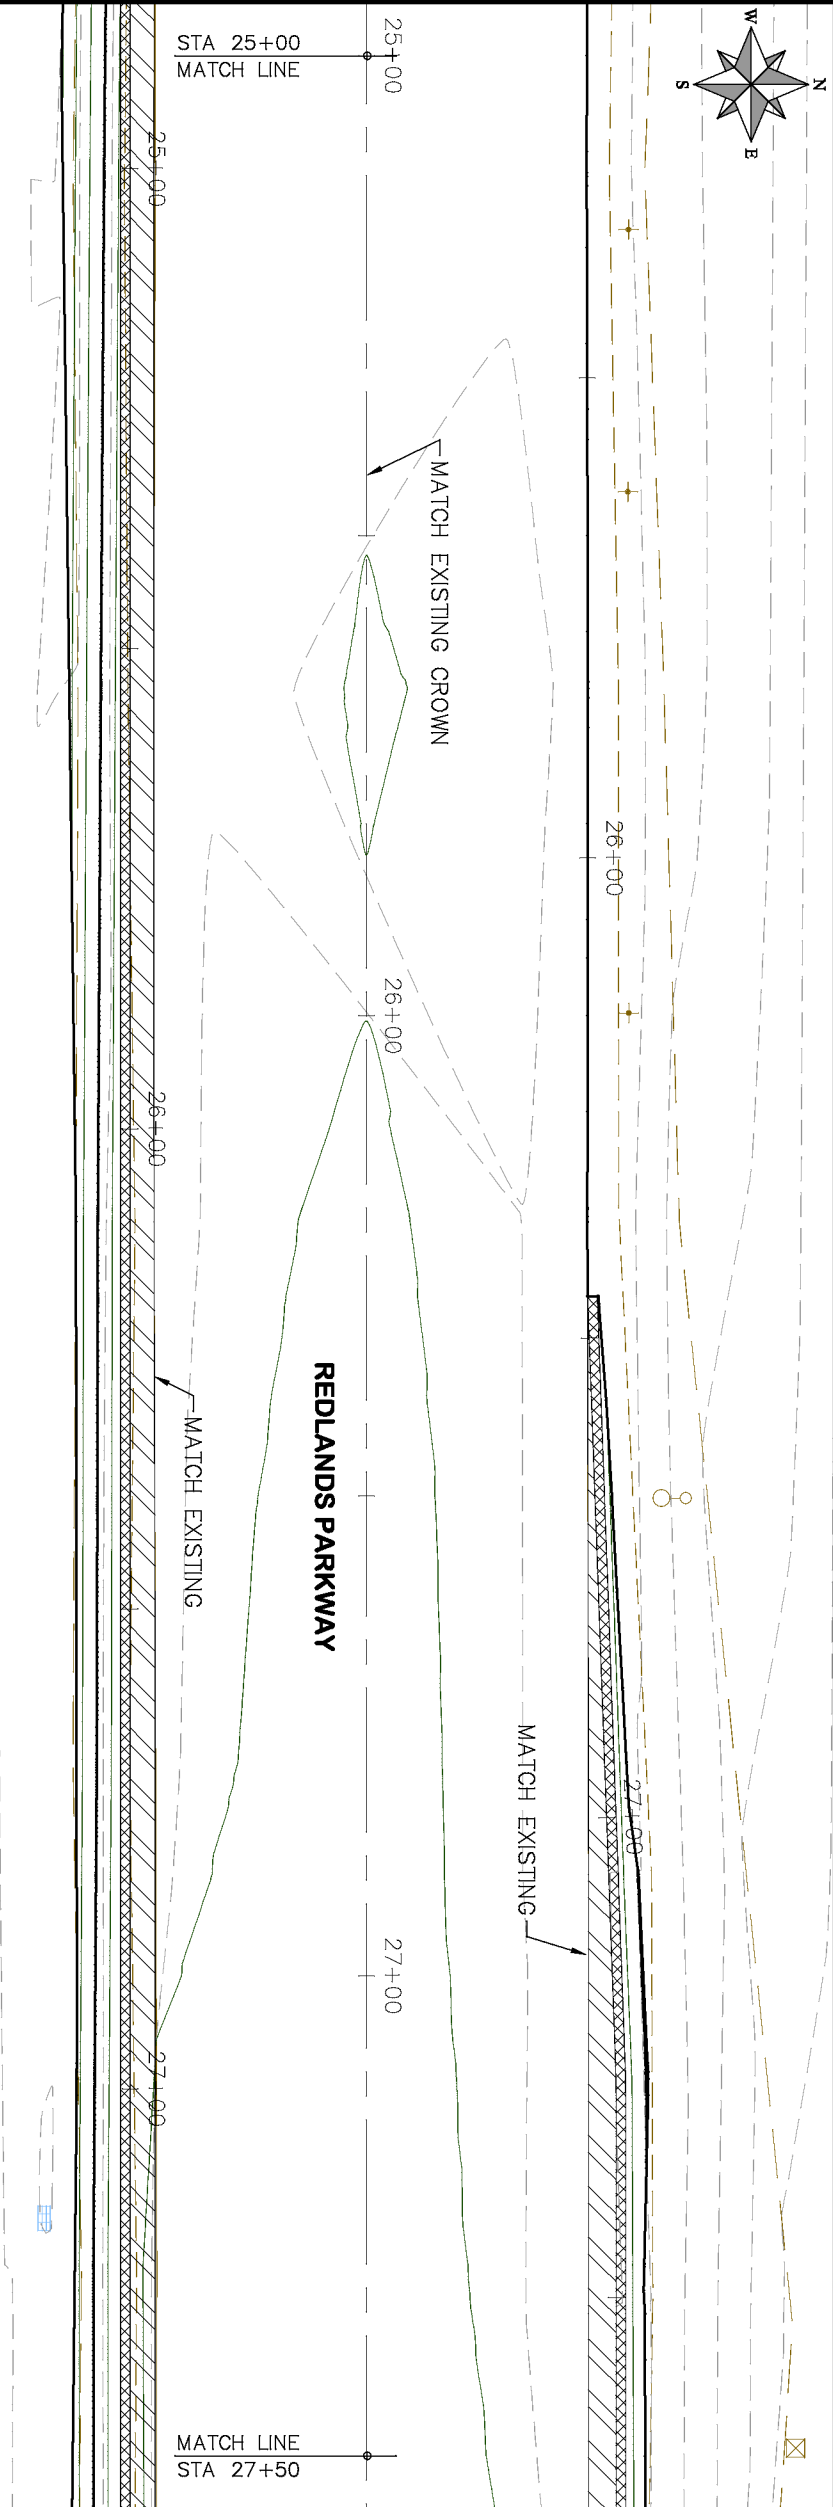 W
N
S
E
STA 25+00
MATCH LINE
25+00
25+00
MATCH EXISTING CROWN
26+00
26+00
26+00
REDLANDS PARKWAY
MATCH EXISTING
MATCH EXISTING
27+00
27+00
27+00
MATCH LINE
STA 27+50